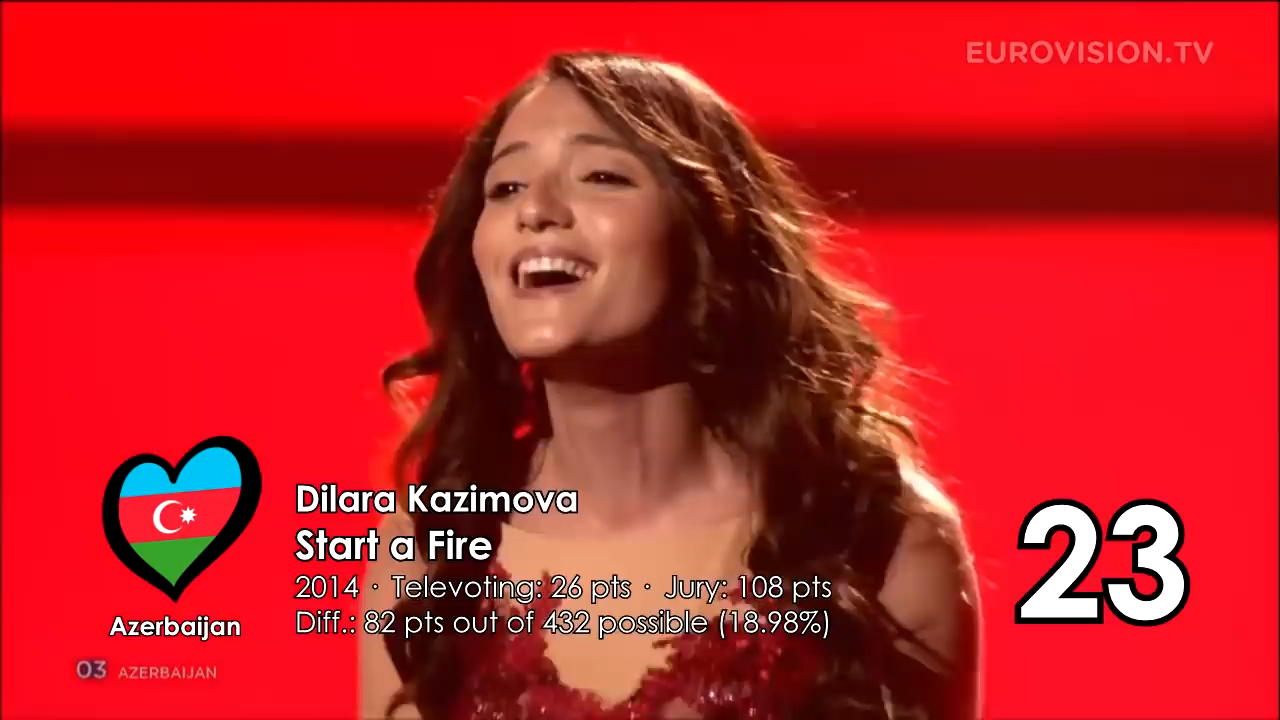 EUROVISION.TV
Dilara Kazimova
Start a Fire
2014 · Televoting: 26 pts · Jury: 108 pts
Diff.: 82 pts out of 432 possible (18.98%)
23
Azerbaijan
03 AZERBAIJAN